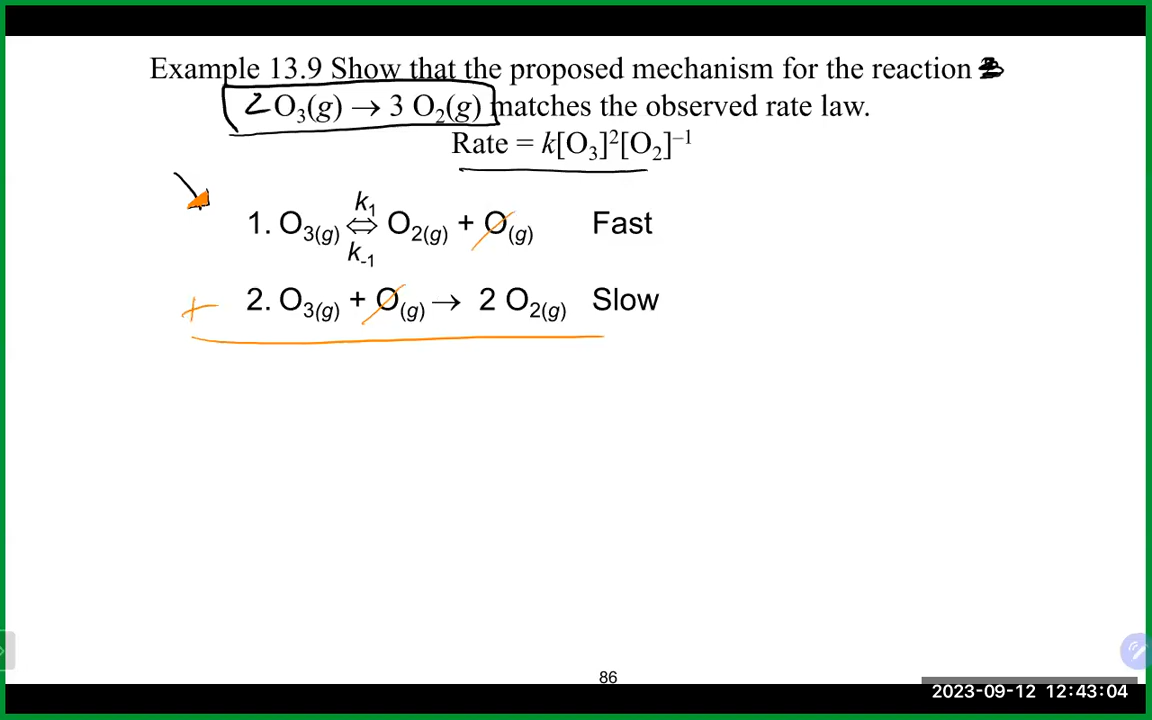 Example 13.9 Show that the proposed mechanism for the reaction
2 O₃(g) → 3 O₂(g) matches the observed rate law.
Rate = k[O₃]²[O₂]⁻¹
k₁
1. O₃(g) ⇔ O₂(g) + O(g) Fast
k₋₁
+ 2. O₃(g) + O(g) → 2 O₂(g) Slow
86
2023-09-12 12:43:04